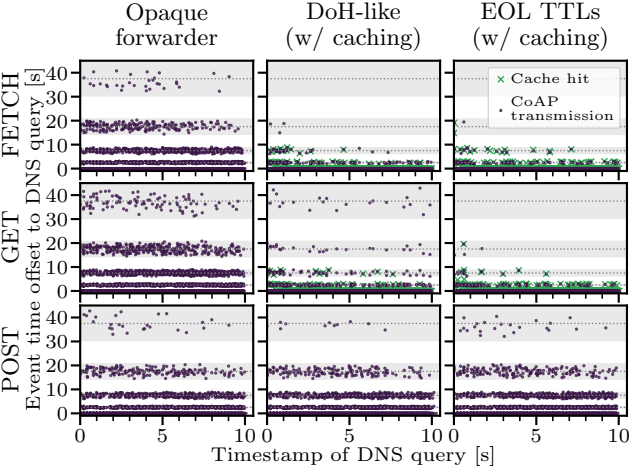 Opaque
forwarder
DoH-like
(w/ caching)
EOL TTLs
(w/ caching)
Event time offset to DNS query [s]
FETCH
40
30
20
10
0
Cache hit
CoAP
transmission
GET
40
30
20
10
0
POST
40
30
20
10
0
0 5 10 0 5 10 0 5 10
Timestamp of DNS query [s]